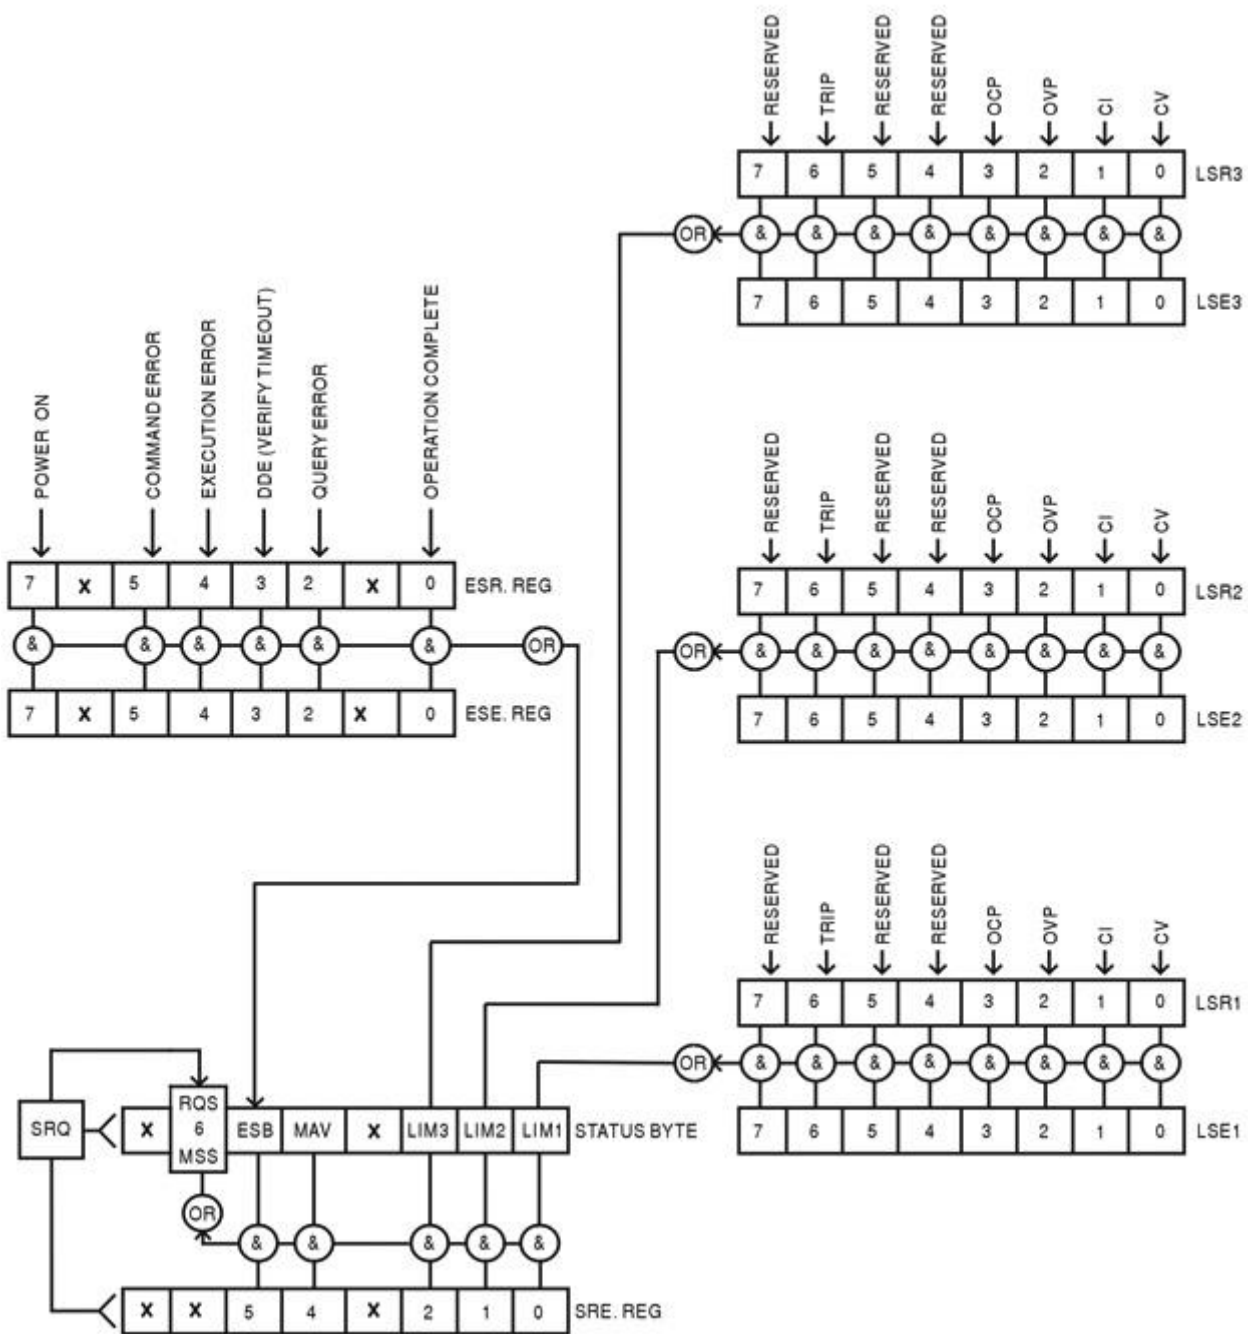 RESERVED TRIP RESERVED RESERVED OCP OVP CI CV
7 6 5 4 3 2 1 0 LSR3
OR & & & & & & & &
7 6 5 4 3 2 1 0 LSE3
POWER ON COMMAND ERROR EXECUTION ERROR DDE (VERIFY TIMEOUT) QUERY ERROR OPERATION COMPLETE
7 X 5 4 3 2 X 0 ESR. REG
& & & & & & OR
7 X 5 4 3 2 X 0 ESE. REG
RESERVED TRIP RESERVED RESERVED OCP OVP CI CV
7 6 5 4 3 2 1 0 LSR2
OR & & & & & & & &
7 6 5 4 3 2 1 0 LSE2
RESERVED TRIP RESERVED RESERVED OCP OVP CI CV
7 6 5 4 3 2 1 0 LSR1
OR & & & & & & & &
7 6 5 4 3 2 1 0 LSE1
SRQ
X
RQS
6
MSS
ESB MAV X LIM3 LIM2 LIM1 STATUS BYTE
OR
& & & & &
X X 5 4 X 2 1 0 SRE. REG